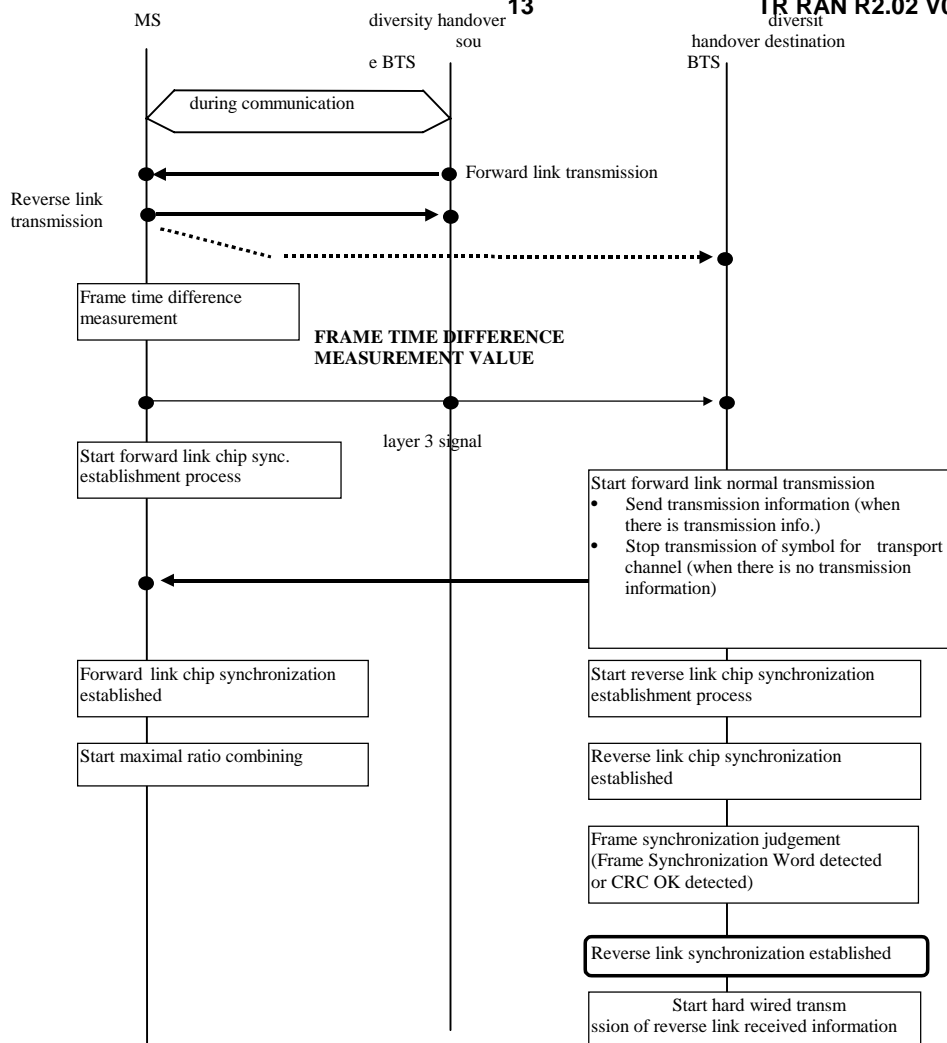 13
TR RAN R2.02 V0
MS
diversity handover
sou
e BTS
diversit
handover destination
BTS
during communication
Forward link transmission
Reverse link
transmission
Frame time difference
measurement
FRAME TIME DIFFERENCE
MEASUREMENT VALUE
layer 3 signal
Start forward link chip sync.
establishment process
Start forward link normal transmission
• Send transmission information (when
there is transmission info.)
• Stop transmission of symbol for transport
channel (when there is no transmission
information)
Forward link chip synchronization
established
Start reverse link chip synchronization
establishment process
Start maximal ratio combining
Reverse link chip synchronization
established
Frame synchronization judgement
(Frame Synchronization Word detected
or CRC OK detected)
Reverse link synchronization established
Start hard wired transm
ssion of reverse link received information